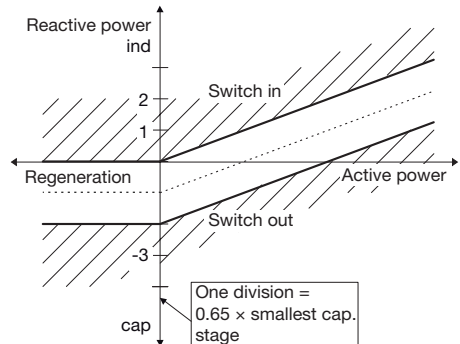 Reactive power
ind
2
Switch in
1
Regeneration
Active power
Switch out
-3
One division =
0.65 × smallest cap.
stage
cap